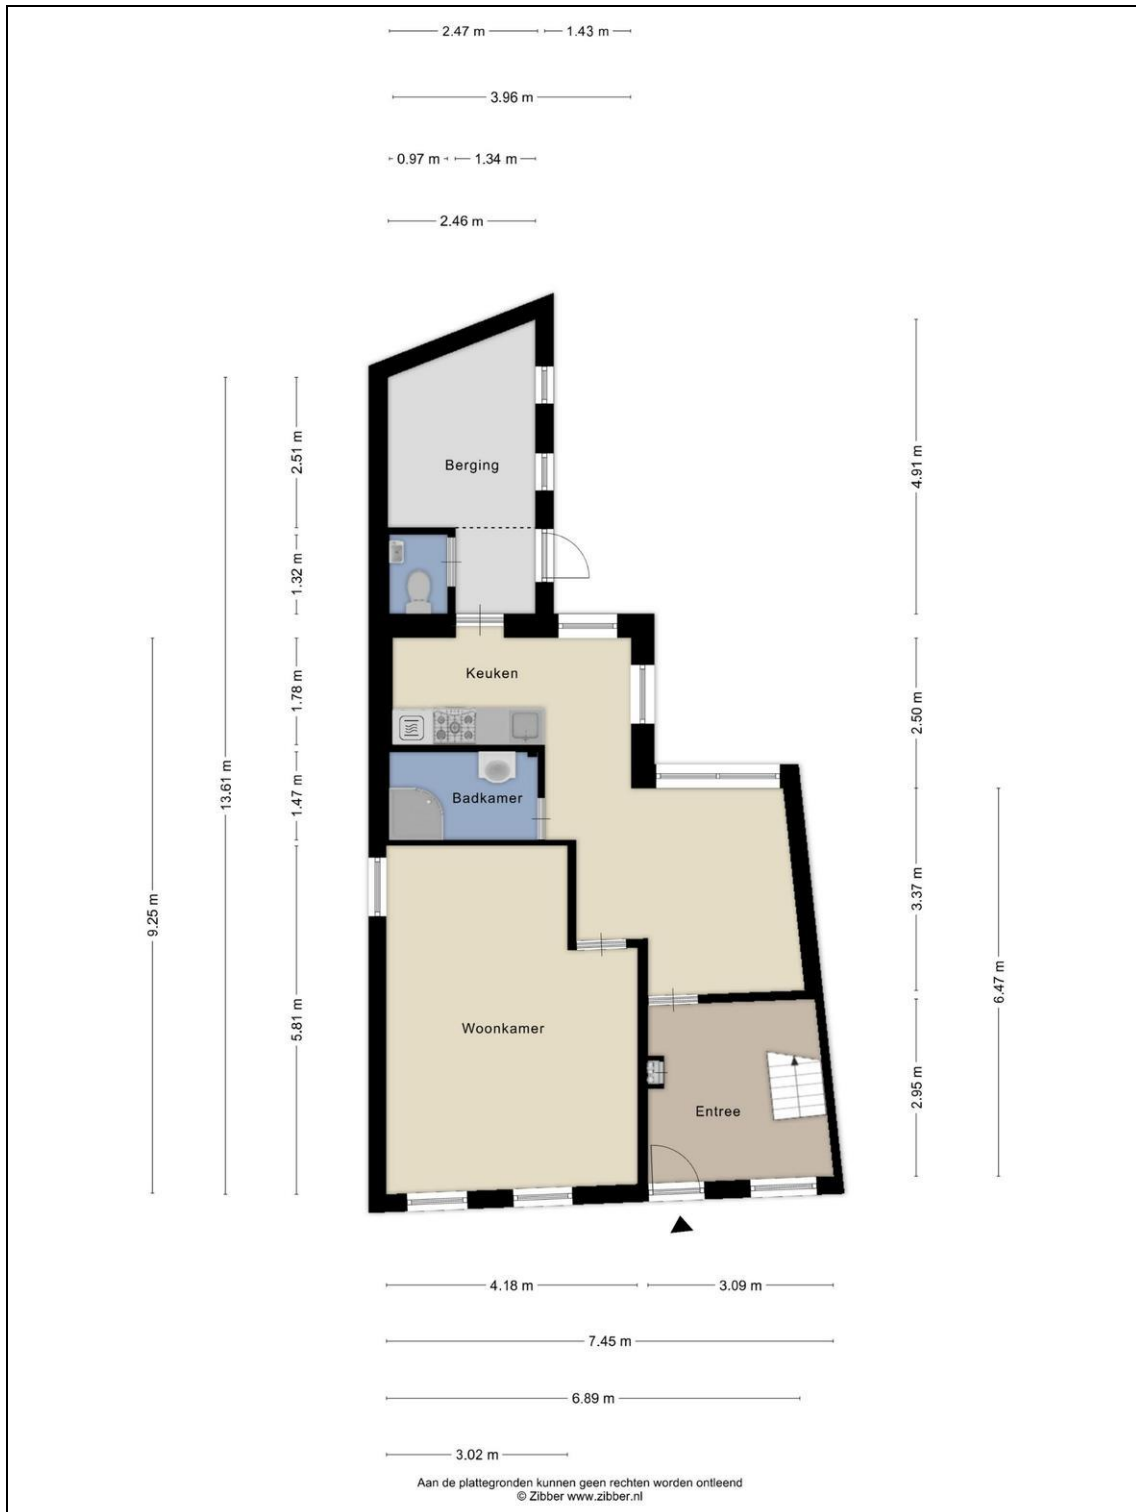 2.47 m 1.43 m
3.96 m
0.97 m 1.34 m
2.46 m
Berging
2.51 m
4.91 m
1.32 m
Keuken
1.78 m
2.50 m
13.61 m
1.47 m
Badkamer
9.25 m
3.37 m
6.47 m
5.81 m
Woonkamer
2.95 m
Entree
4.18 m 3.09 m
7.45 m
6.89 m
3.02 m
Aan de plattegronden kunnen geen rechten worden ontleend
© Zibber www.zibber.nl